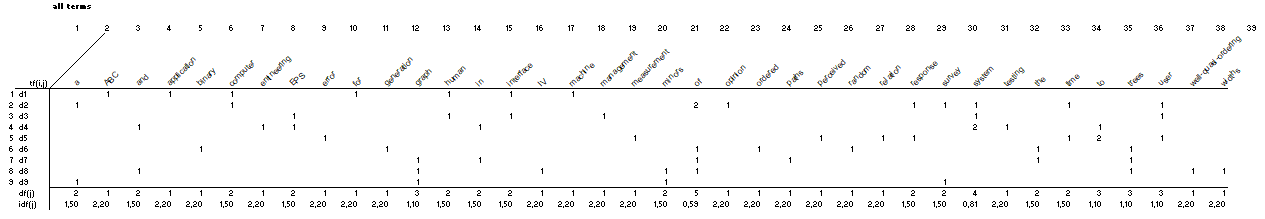 all terms
1 2 3 4 5 6 7 8 9 10 11 12 13 14 15 16 17 18 19 20 21 22 23 24 25 26 27 28 29 30 31 32 33 34 35 36 37 38 39
tf(i,j) a ABC and application binary computer engineering EPS error for generation graph human in interface IV machine management measurement minors of opinion ordered paths perceived random relation response survey system testing the time to trees user well-quasi-ordering widths
1 d1 1 1 1 1 1 1 1
2 d2 1 1 2 1 1 1 1 1 1
3 d3 1 1 1 1 1 1
4 d4 1 1 1 1 2 1 1
5 d5 1 1 1 1 1 1 2 1
6 d6 1 1 1 1 1 1 1
7 d7 1 1 1 1 1 1
8 d8 1 1 1 1 1 1 1 1
9 d9 1 1 1 1
df(j) 2 1 2 1 1 2 1 2 1 1 1 3 2 2 2 1 1 1 1 2 5 1 1 1 1 1 1 2 2 4 1 2 2 3 3 3 1 1
idf(j) 1,50 2,20 1,50 2,20 2,20 1,50 2,20 1,50 2,20 2,20 2,20 1,10 1,50 1,50 1,50 2,20 2,20 2,20 2,20 1,50 0,59 2,20 2,20 2,20 2,20 2,20 2,20 1,50 1,50 0,81 2,20 1,50 1,50 1,10 1,10 1,10 2,20 2,20